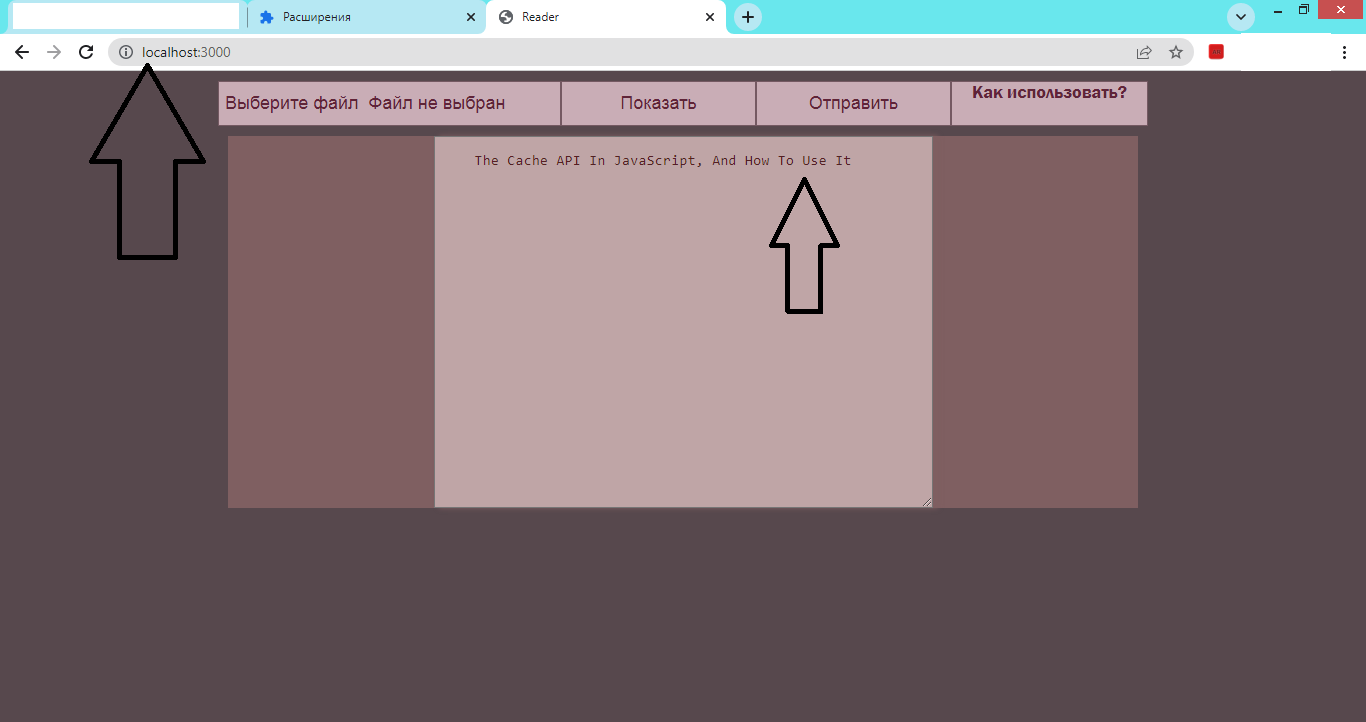 Расширения
Reader
localhost:3000
Выберите файл Файл не выбран
Показать
Отправить
Как использовать?
The Cache API In JavaScript, And How To Use It